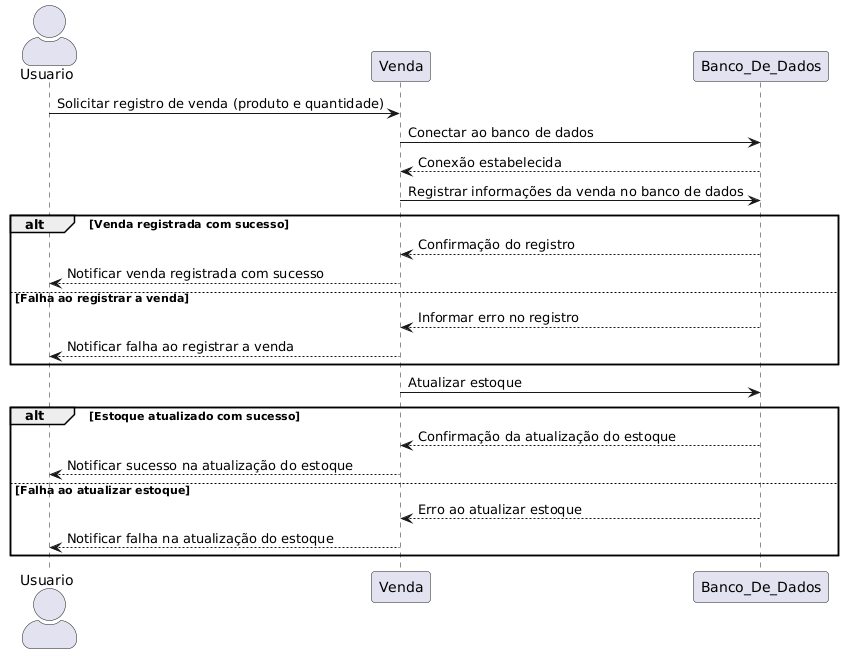 Usuario
Venda
Banco_De_Dados
Solicitar registro de venda (produto e quantidade)
Conectar ao banco de dados
Conexão estabelecida
Registrar informações da venda no banco de dados
alt
[Venda registrada com sucesso]
Confirmação do registro
Notificar venda registrada com sucesso
[Falha ao registrar a venda]
Informar erro no registro
Notificar falha ao registrar a venda
Atualizar estoque
alt
[Estoque atualizado com sucesso]
Confirmação da atualização do estoque
Notificar sucesso na atualização do estoque
[Falha ao atualizar estoque]
Erro ao atualizar estoque
Notificar falha na atualização do estoque
Usuario
Venda
Banco_De_Dados